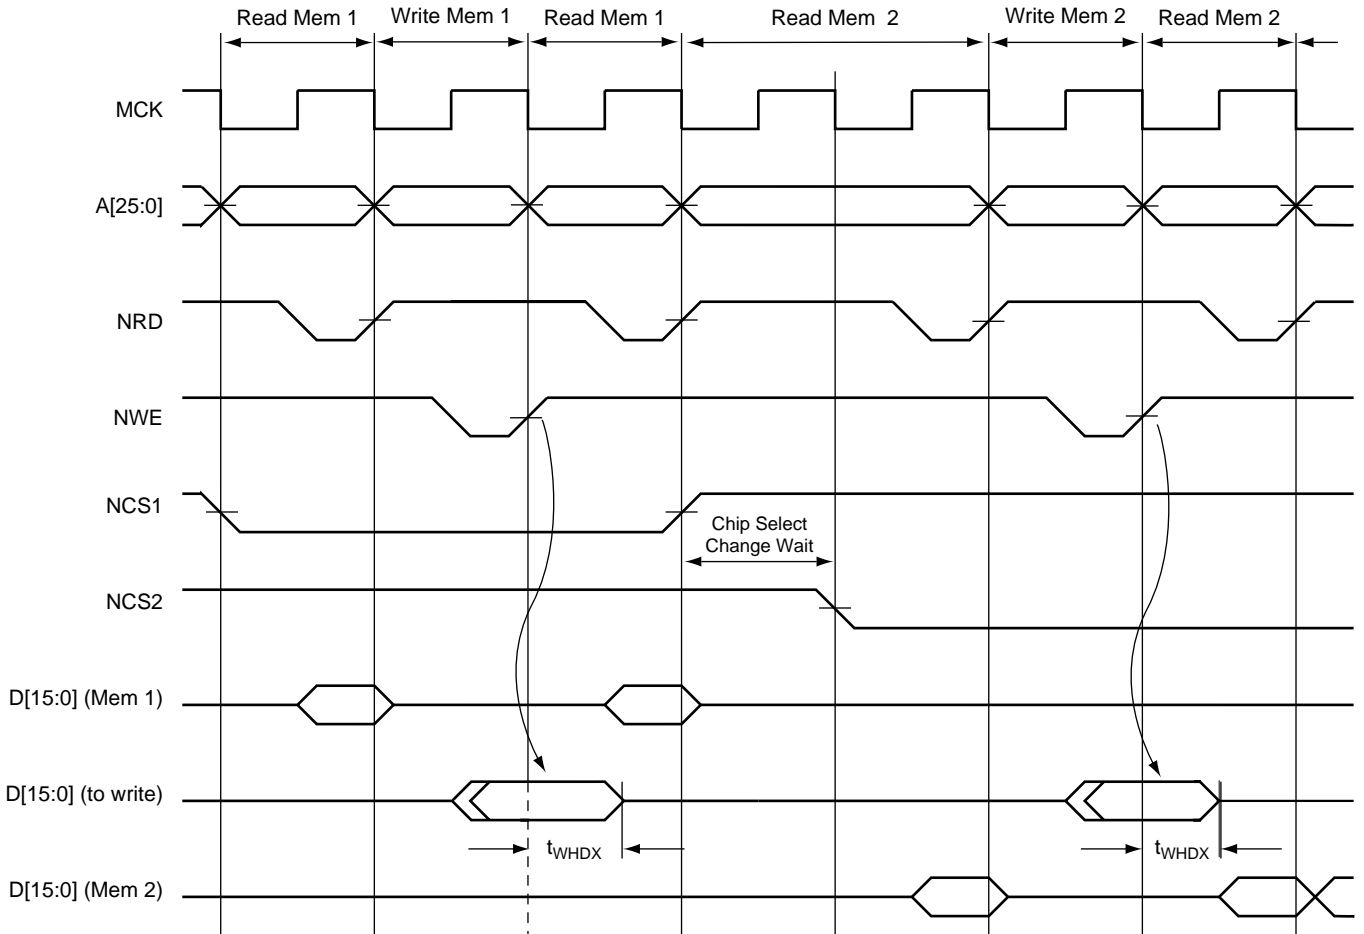 Read Mem 1 Write Mem 1 Read Mem 1 Read Mem 2 Write Mem 2 Read Mem 2
MCK
A[25:0]
NRD
NWE
NCS1
Chip Select
Change Wait
NCS2
D[15:0] (Mem 1)
D[15:0] (to write)
tWHDX tWHDX
D[15:0] (Mem 2)